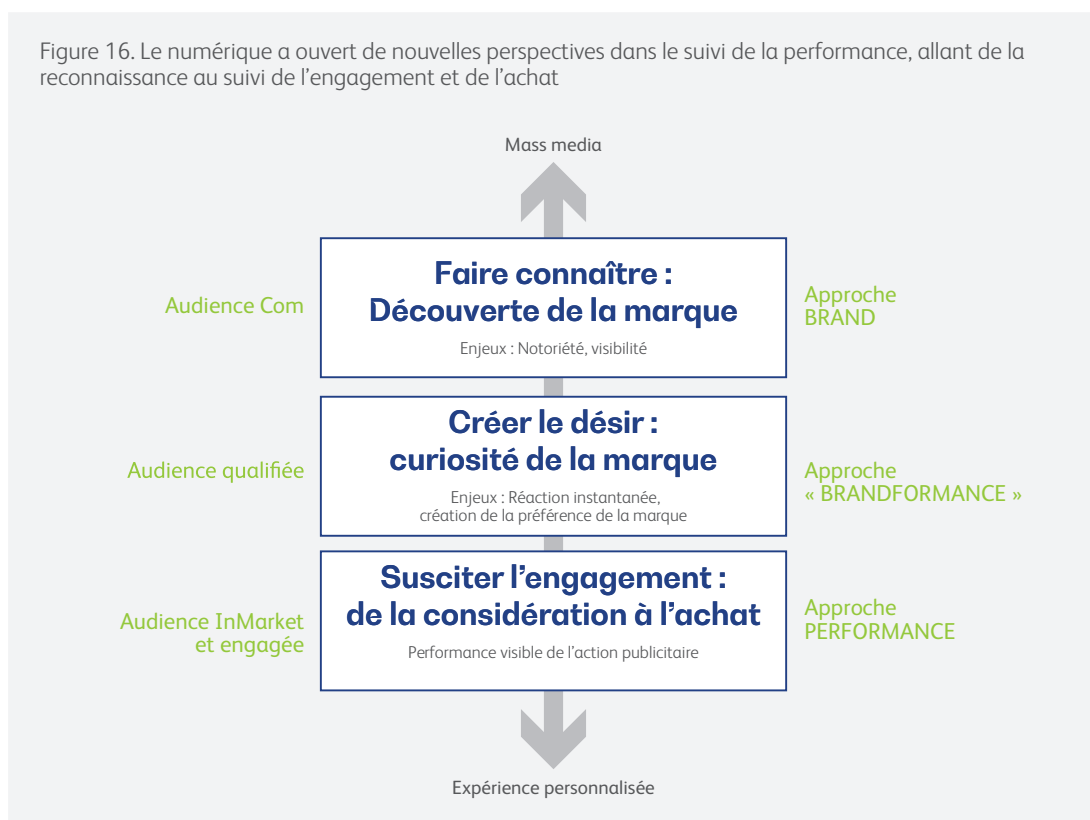 Figure 16. Le numérique a ouvert de nouvelles perspectives dans le suivi de la performance, allant de la
reconnaissance au suivi de l’engagement et de l’achat
Mass media
Audience Com
Faire connaître :
Découverte de la marque
Enjeux : Notoriété, visibilité
Approche
BRAND
Audience qualifiée
Créer le désir :
curiosité de la marque
Enjeux : Réaction instantanée,
création de la préférence de la marque
Approche
« BRANDFORMANCE »
Audience InMarket
et engagée
Susciter l’engagement :
de la considération à l’achat
Performance visible de l’action publicitaire
Approche
PERFORMANCE
Expérience personnalisée